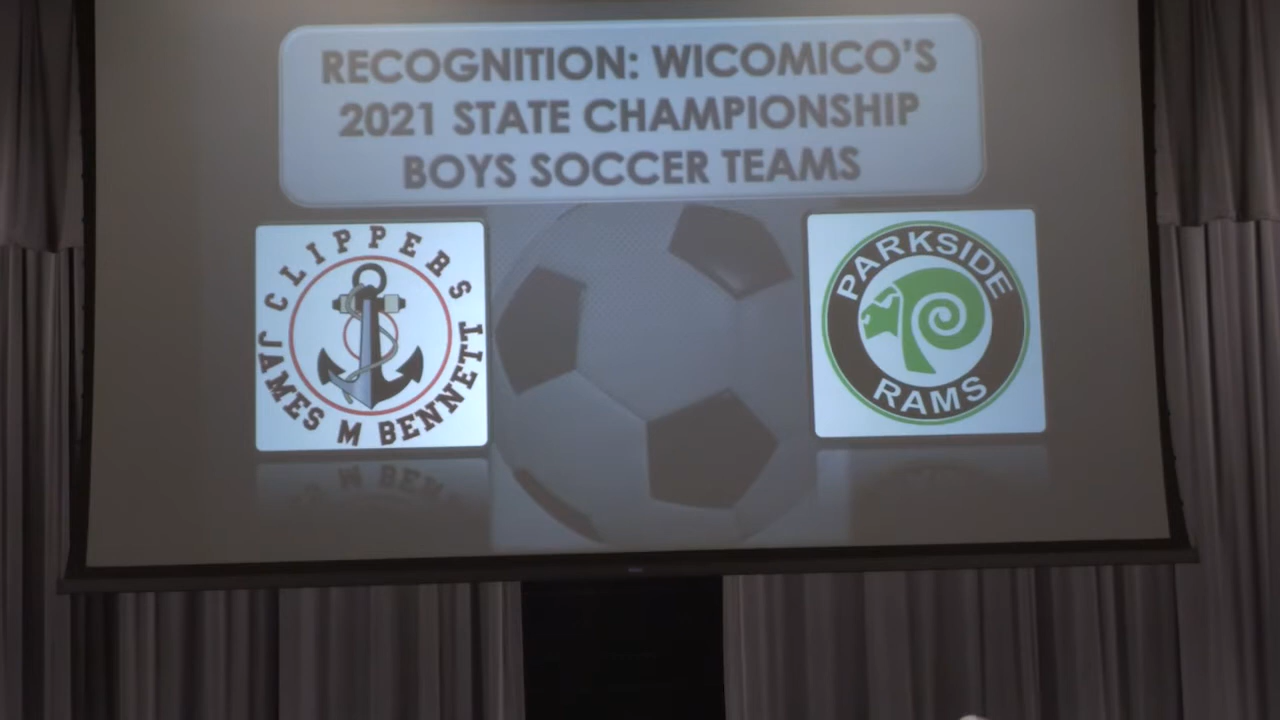 RECOGNITION: WICOMICO'S
2021 STATE CHAMPIONSHIP
BOYS SOCCER TEAMS
CLIPPERS
JAMES M BENNETT
PARKSIDE
RAMS